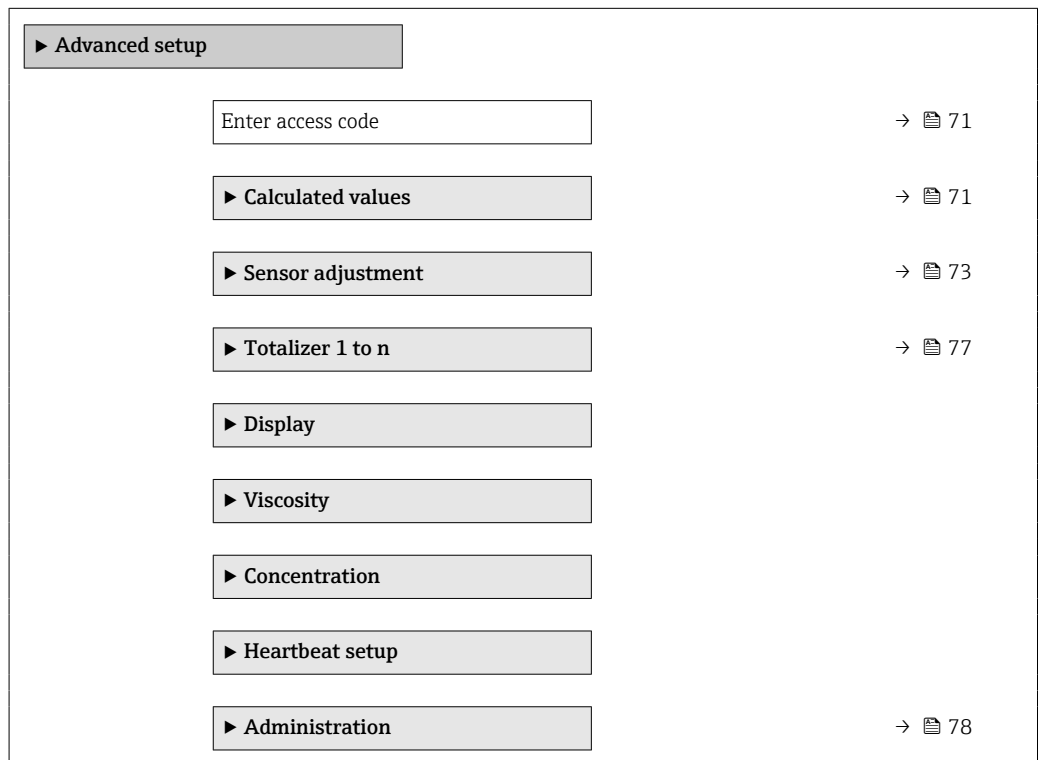 ▶ Advanced setup
Enter access code → 71
▶ Calculated values → 71
▶ Sensor adjustment → 73
▶ Totalizer 1 to n → 77
▶ Display
▶ Viscosity
▶ Concentration
▶ Heartbeat setup
▶ Administration → 78